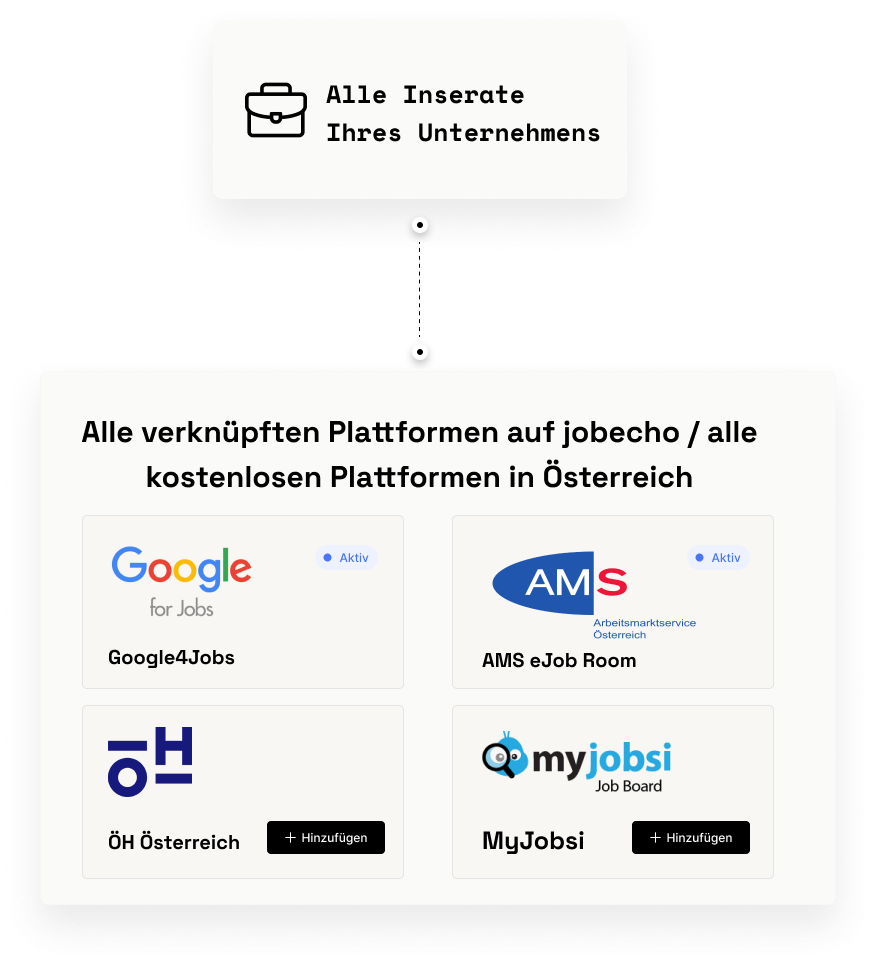 Alle Inserate
Ihres Unternehmens
Alle verknüpften Plattformen auf jobecho / alle
kostenlosen Plattformen in Österreich
Google
for Jobs
Aktiv
Google4Jobs
AMS
Arbeitsmarktservice
Österreich
Aktiv
AMS eJob Room
ÖH
ÖH Österreich
+ Hinzufügen
myjobsi
Job Board
MyJobsi
+ Hinzufügen